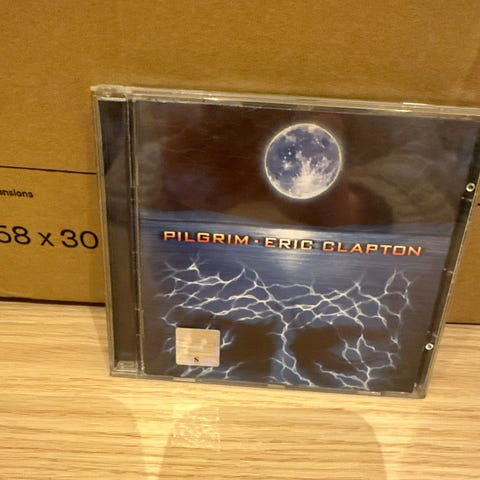 ensions
58 x 30
PILGRIM · ERIC CLAPTON
S